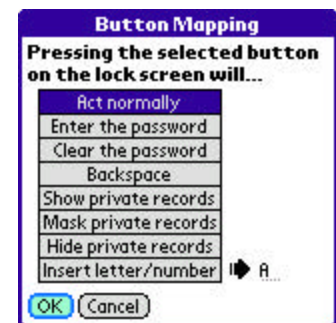 Button Mapping
Pressing the selected button
on the lock screen will...
Act normally
Enter the password
Clear the password
Backspace
Show private records
Mask private records
Hide private records
Insert letter/number A
OK Cancel